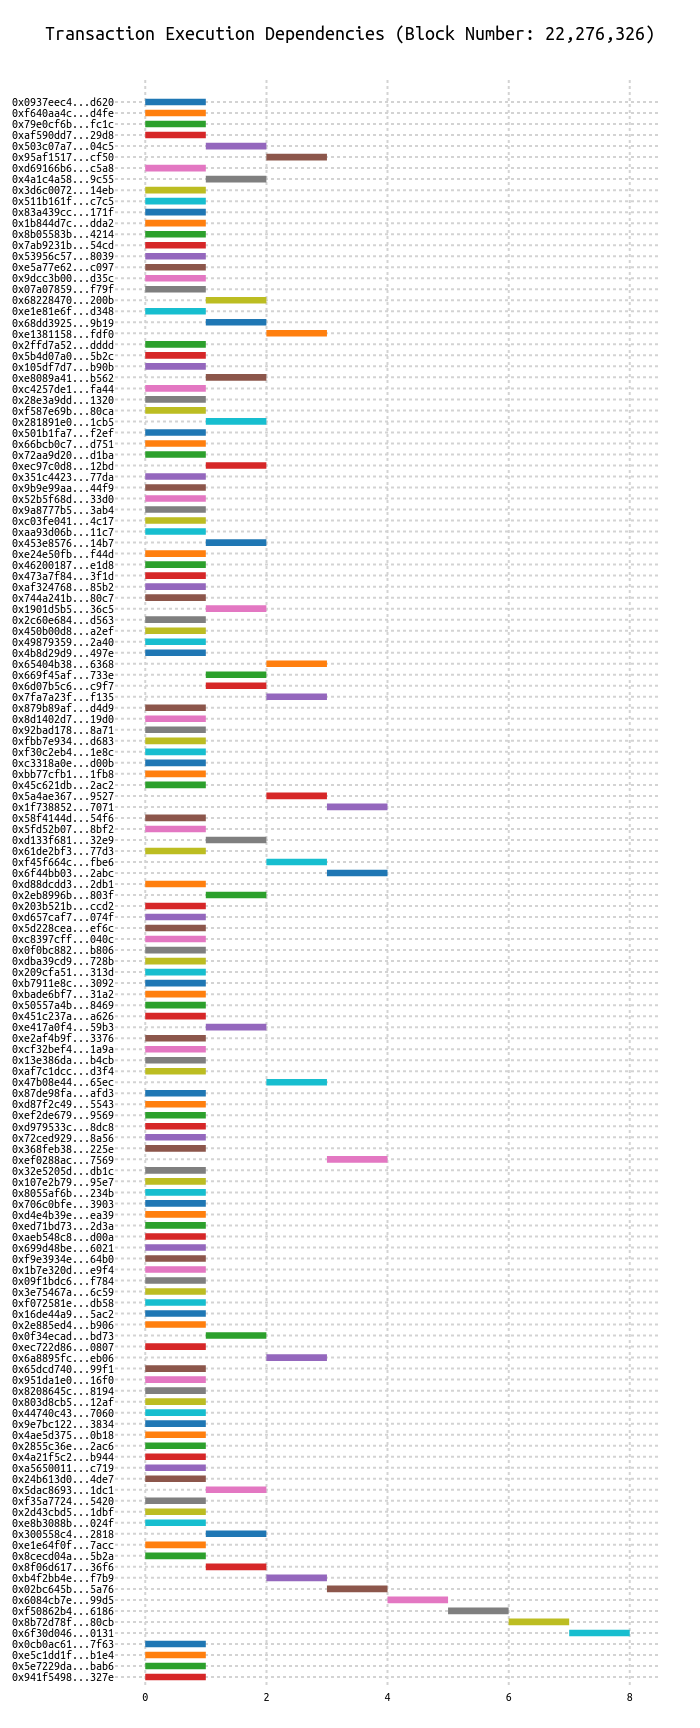 Transaction Execution Dependencies (Block Number: 22,276,326)
0x0937eec4...d620
0xf640aa4c...d4fe
0x79e0cf6b...fc1c
0xaf590dd7...29d8
0x503c07a7...04c5
0x95af1517...cf50
0xd69166b6...c5a8
0x4a1c4a58...9c55
0x3d6c0072...14eb
0x511b161f...c7c5
0x83a439cc...171f
0x1b844d7c...dda2
0x8b05583b...4214
0x7ab9231b...54cd
0x53956c57...8039
0xe5a77e62...c097
0x9dcc3b00...d35c
0x07a07859...f79f
0x68228470...200b
0xe1e81e6f...d348
0x68dd3925...9b19
0xe1381158...fdf0
0x2ffd7a52...dddd
0x5b4d07a0...5b2c
0x105df7d7...b90b
0xe8089a41...b562
0xc4257de1...fa44
0x28e3a9dd...1320
0xf587e69b...80ca
0x281891e0...1cb5
0x501b1fa7...f2ef
0x66bcb0c7...d751
0x72aa9d20...d1ba
0xec97c0d8...12bd
0x351c4423...77da
0x9b9e99aa...44f9
0x52b5f68d...33d0
0x9a8777b5...3ab4
0xc03fe041...4c17
0xaa93d06b...11c7
0x453e8576...14b7
0xe24e50fb...f44d
0x46200187...e1d8
0x473a7f84...3f1d
0xaf324768...85b2
0x744a241b...80c7
0x1901d5b5...36c5
0x2c60e684...d563
0x450b00d8...a2ef
0x49879359...2a40
0x4b8d29d9...497e
0x65404b38...6368
0x669f45af...733e
0x6d07b5c6...c9f7
0x7fa7a23f...f135
0x879b89af...d4d9
0x8d1402d7...19d0
0x92bad178...8a71
0xfbb7e934...d683
0xf30c2eb4...1e8c
0xc3318a0e...d00b
0xbb77cfb1...1fb8
0x45c621db...2ac2
0x5a4ae367...9527
0x1f738852...7071
0x58f4144d...54f6
0x5fd52b07...8bf2
0xd133f681...32e9
0x61de2bf3...77d3
0xf45f664c...fbe6
0x6f44bb03...2abc
0xd88dcdd3...2db1
0x2eb8996b...803f
0x203b521b...ccd2
0xd657caf7...074f
0x5d228cea...ef6c
0xc8397cff...040c
0x0f0bc882...b806
0xdba39cd9...728b
0x209cfa51...313d
0xb7911e8c...3092
0xbade6bf7...31a2
0x50557a4b...8469
0x451c237a...a626
0xe417a0f4...59b3
0xe2af4b9f...3376
0xcf32bef4...1a9a
0x13e386da...b4cb
0xaf7c1dcc...d3f4
0x47b08e44...65ec
0x87de98fa...afd3
0xd87f2c49...5543
0xef2de679...9569
0xd979533c...8dc8
0x72ced929...8a56
0x368feb38...225e
0xef0288ac...7569
0x32e5205d...db1c
0x107e2b79...95e7
0x8055af6b...234b
0x706c0bfe...3903
0xd4e4b39e...ea39
0xed71bd73...2d3a
0xaeb548c8...d00a
0x699d48be...6021
0xf9e3934e...64b0
0x1b7e320d...e9f4
0x09f1bdc6...f784
0x3e75467a...6c59
0xf072581e...db58
0x16de44a9...5ac2
0x2e885ed4...b906
0x0f34ecad...bd73
0xec722d86...0807
0x6a8895fc...eb06
0x65dcd740...99f1
0x951da1e0...16f0
0x8208645c...8194
0x803d8cb5...12af
0x44740c43...7060
0x9e7bc122...3834
0x4ae5d375...0b18
0x2855c36e...2ac6
0x4a21f5c2...b944
0xa5650011...c719
0x24b613d0...4de7
0x5dac8693...1dc1
0xf35a7724...5420
0x2d43cbd5...1dbf
0xe8b3088b...024f
0x300558c4...2818
0xe1e64f0f...7acc
0x8cecd04a...5b2a
0x8f06d617...36f6
0xb4f2bb4e...f7b9
0x02bc645b...5a76
0x6084cb7e...99d5
0xf50862b4...6186
0x8b72d78f...80cb
0x6f30d046...0131
0x0cb0ac61...7f63
0xe5c1dd1f...b1e4
0x5e7229da...bab6
0x941f5498...327e
0 2 4 6 8